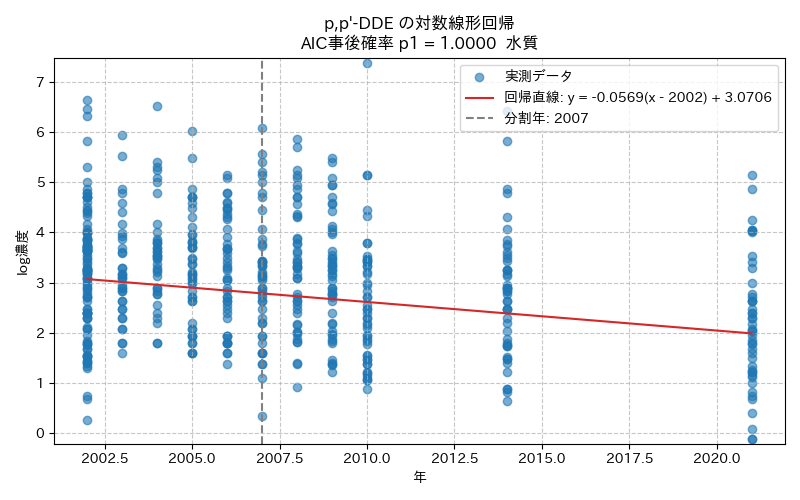 p,p'-DDE の対数線形回帰
AIC事後確率 p1 = 1.0000  水質
実測データ
回帰直線: y = -0.0569(x - 2002) + 3.0706
分割年: 2007
log濃度
7
6
5
4
3
2
1
0
2002.5 2005.0 2007.5 2010.0 2012.5 2015.0 2017.5 2020.0
年